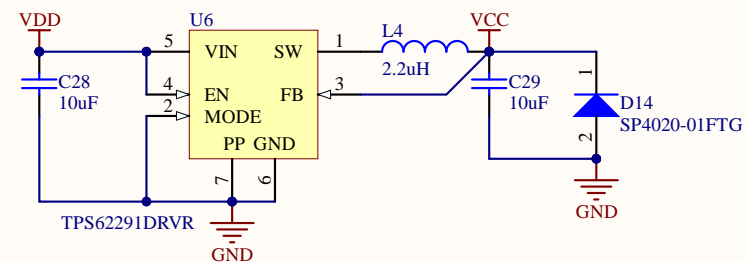 VDD
U6
L4
VCC
5
VIN
SW
1
2.2uH
C28
10uF
4
EN
FB
3
C29
10uF
1
D14
SP4020-01FTG
2
MODE
2
PP
GND
7
6
TPS62291DRVR
GND
GND